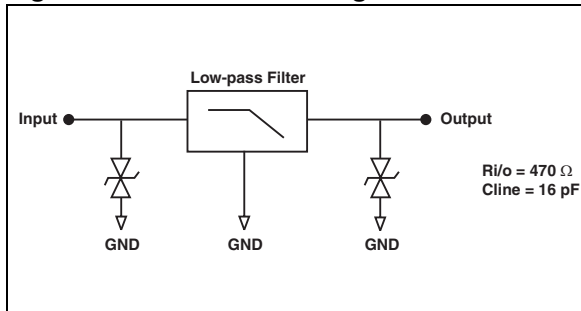 Low-pass Filter
Input
Output
Ri/o = 470 Ω
Cline = 16 pF
GND
GND
GND